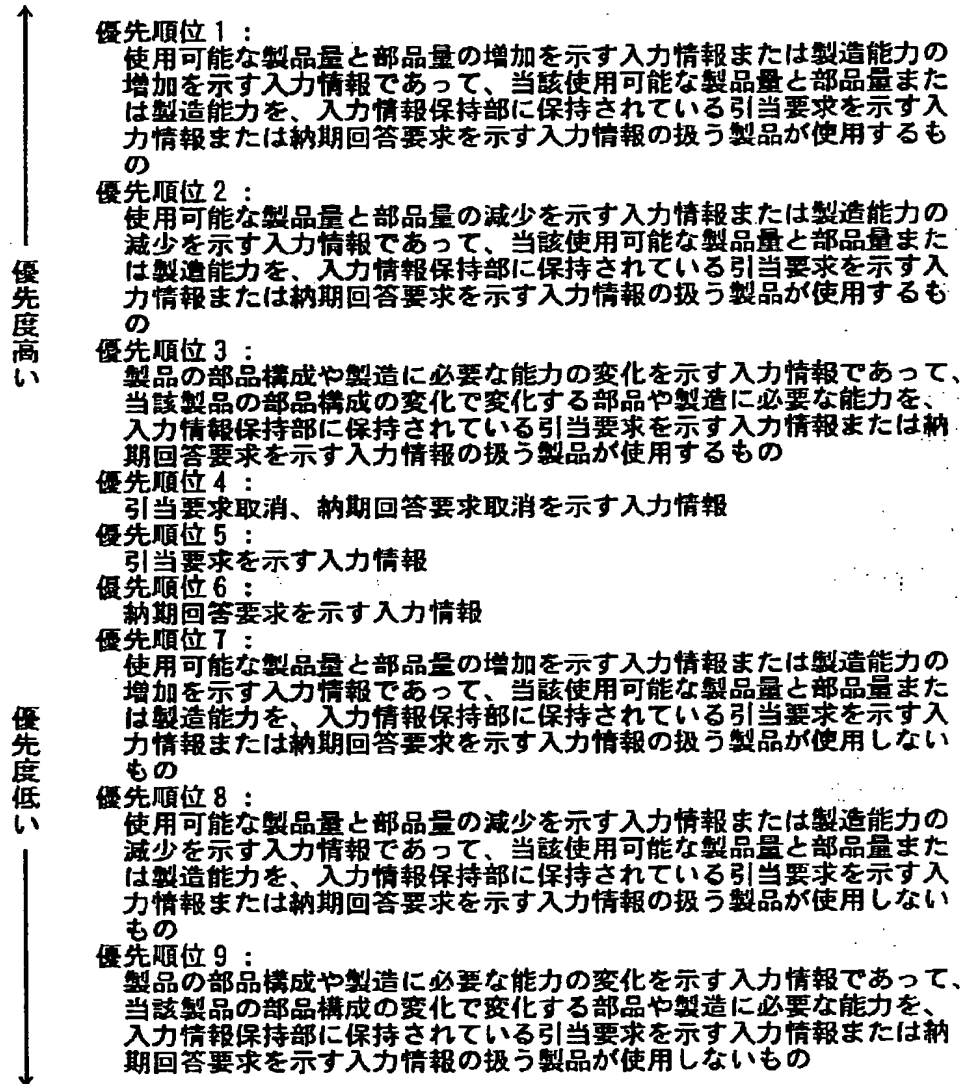 優先度高い
優先度低い
優先順位1：
使用可能な製品量と部品量の増加を示す入力情報または製造能力の
増加を示す入力情報であって、当該使用可能な製品量と部品量また
は製造能力を、入力情報保持部に保持されている引当要求を示す入
力情報または納期回答要求を示す入力情報の扱う製品が使用するも
の
優先順位2：
使用可能な製品量と部品量の減少を示す入力情報または製造能力の
減少を示す入力情報であって、当該使用可能な製品量と部品量また
は製造能力を、入力情報保持部に保持されている引当要求を示す入
力情報または納期回答要求を示す入力情報の扱う製品が使用するも
の
優先順位3：
製品の部品構成や製造に必要な能力の変化を示す入力情報であって、
当該製品の部品構成の変化で変化する部品や製造に必要な能力を、
入力情報保持部に保持されている引当要求を示す入力情報または納
期回答要求を示す入力情報の扱う製品が使用するもの
優先順位4：
引当要求取消、納期回答要求取消を示す入力情報
優先順位5：
引当要求を示す入力情報
優先順位6：
納期回答要求を示す入力情報
優先順位7：
使用可能な製品量と部品量の増加を示す入力情報または製造能力の
増加を示す入力情報であって、当該使用可能な製品量と部品量また
は製造能力を、入力情報保持部に保持されている引当要求を示す入
力情報または納期回答要求を示す入力情報の扱う製品が使用しない
もの
優先順位8：
使用可能な製品量と部品量の減少を示す入力情報または製造能力の
減少を示す入力情報であって、当該使用可能な製品量と部品量また
は製造能力を、入力情報保持部に保持されている引当要求を示す入
力情報または納期回答要求を示す入力情報の扱う製品が使用しない
もの
優先順位9：
製品の部品構成や製造に必要な能力の変化を示す入力情報であって、
当該製品の部品構成の変化で変化する部品や製造に必要な能力を、
入力情報保持部に保持されている引当要求を示す入力情報または納
期回答要求を示す入力情報の扱う製品が使用しないもの